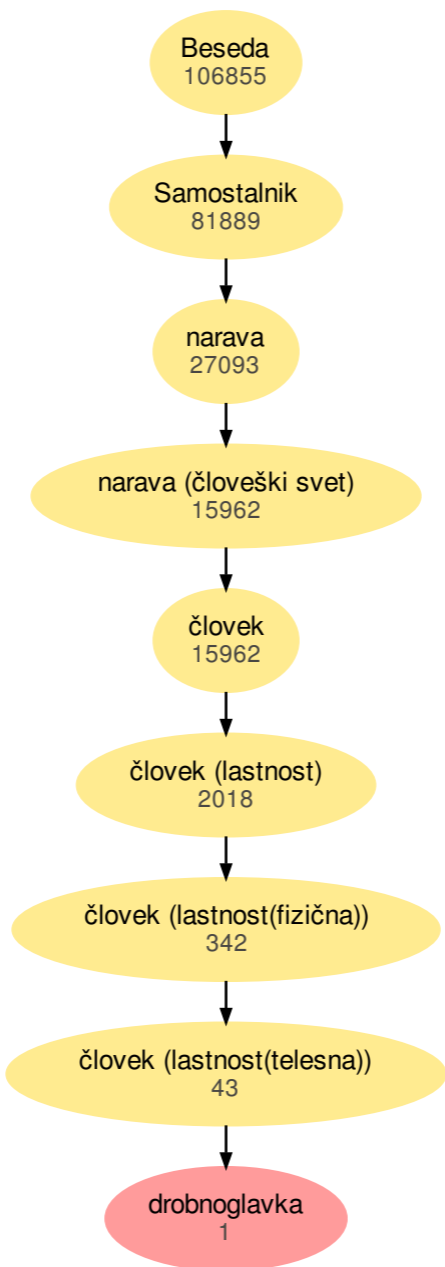 Beseda
106855
Samostalnik
81889
narava
27093
narava (človeški svet)
15962
človek
15962
človek (lastnost)
2018
človek (lastnost(fizična))
342
človek (lastnost(telesna))
43
drobnoglavka
1